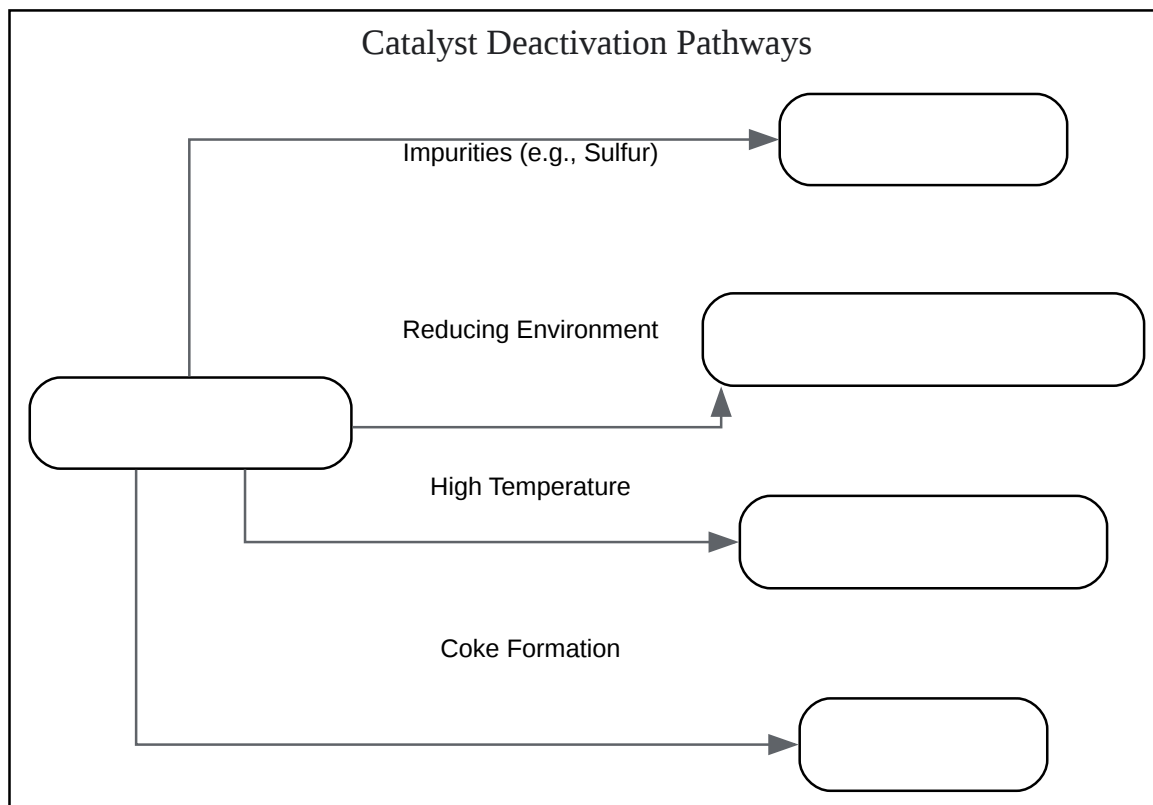 Catalyst Deactivation Pathways
Impurities (e.g., Sulfur)
Reducing Environment
High Temperature
Coke Formation